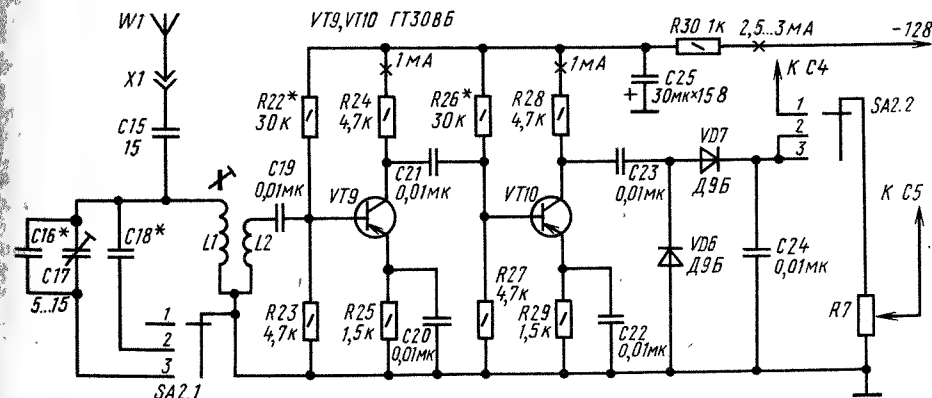 W1
VT9,VT10 ГТ308Б
R30 1к
2,5...3мА
-12В
X1
1мА
1мА
К С4
C25
30мк×15В
+
C15
15
R22*
30к
R24
4,7к
R26*
30к
R28
4,7к
1
2
3
SA2.2
VD7
Д9Б
C19
0,01мк
C21
0,01мк
C23
0,01мк
VT9
VT10
К С5
C16*
C17
5...15
C18*
L1
L2
VD6
Д9Б
C24
0,01мк
R23
4,7к
R25
1,5к
C20
0,01мк
R27
4,7к
R29
1,5к
C22
0,01мк
R7
1
2
3
SA2.1